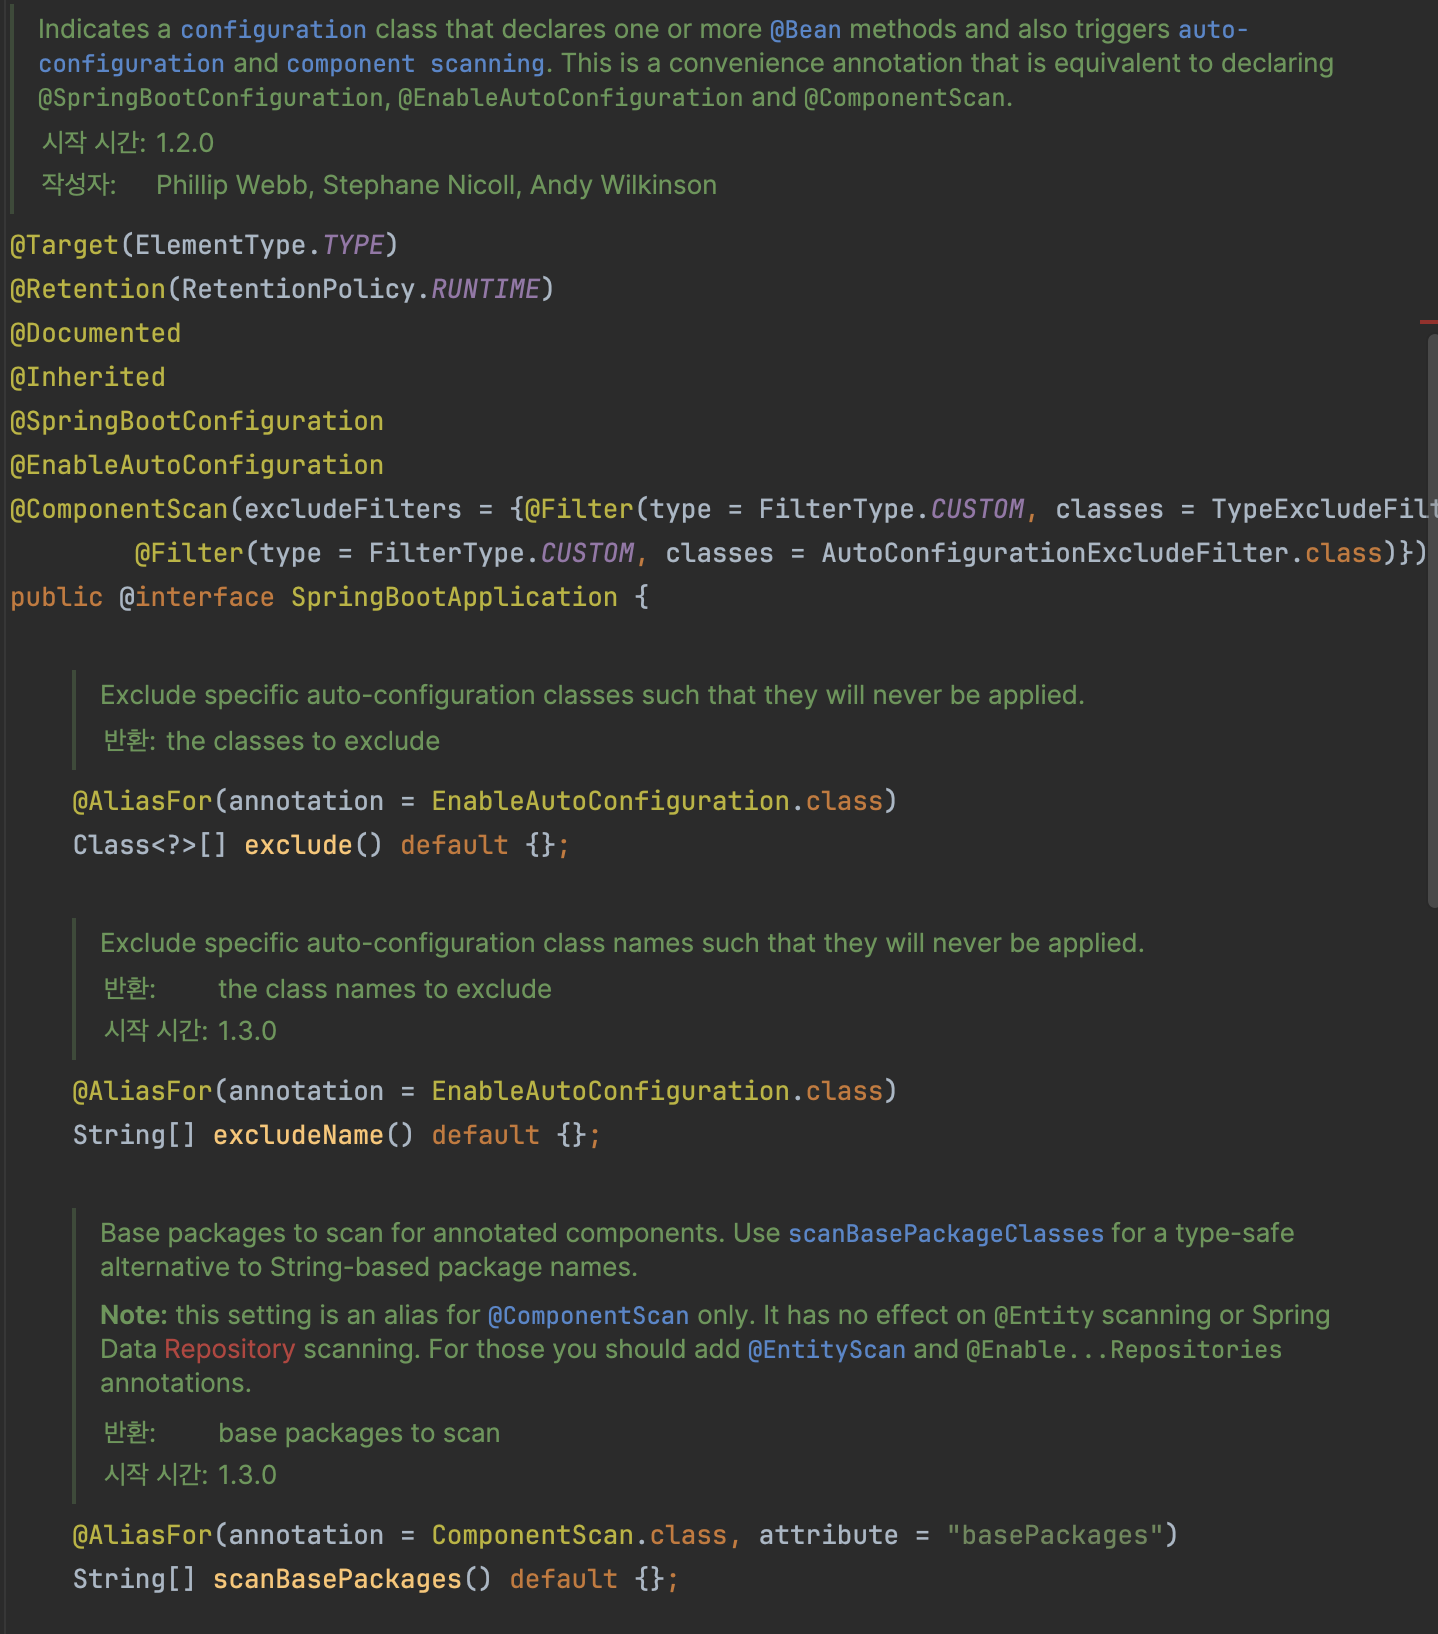 Indicates a configuration class that declares one or more @Bean methods and also triggers auto-
configuration and component scanning. This is a convenience annotation that is equivalent to declaring
@SpringBootConfiguration, @EnableAutoConfiguration and @ComponentScan.
시작 시간: 1.2.0
작성자: Phillip Webb, Stephane Nicoll, Andy Wilkinson
@Target(ElementType.TYPE)
@Retention(RetentionPolicy.RUNTIME)
@Documented
@Inherited
@SpringBootConfiguration
@EnableAutoConfiguration
@ComponentScan(excludeFilters = {@Filter(type = FilterType.CUSTOM, classes = TypeExcludeFilt
@Filter(type = FilterType.CUSTOM, classes = AutoConfigurationExcludeFilter.class)})
public @interface SpringBootApplication {
Exclude specific auto-configuration classes such that they will never be applied.
반환: the classes to exclude
@AliasFor(annotation = EnableAutoConfiguration.class)
Class<?>[] exclude() default {};
Exclude specific auto-configuration class names such that they will never be applied.
반환: the class names to exclude
시작 시간: 1.3.0
@AliasFor(annotation = EnableAutoConfiguration.class)
String[] excludeName() default {};
Base packages to scan for annotated components. Use scanBasePackageClasses for a type-safe
alternative to String-based package names.
Note: this setting is an alias for @ComponentScan only. It has no effect on @Entity scanning or Spring
Data Repository scanning. For those you should add @EntityScan and @Enable...Repositories
annotations.
반환: base packages to scan
시작 시간: 1.3.0
@AliasFor(annotation = ComponentScan.class, attribute = "basePackages")
String[] scanBasePackages() default {};